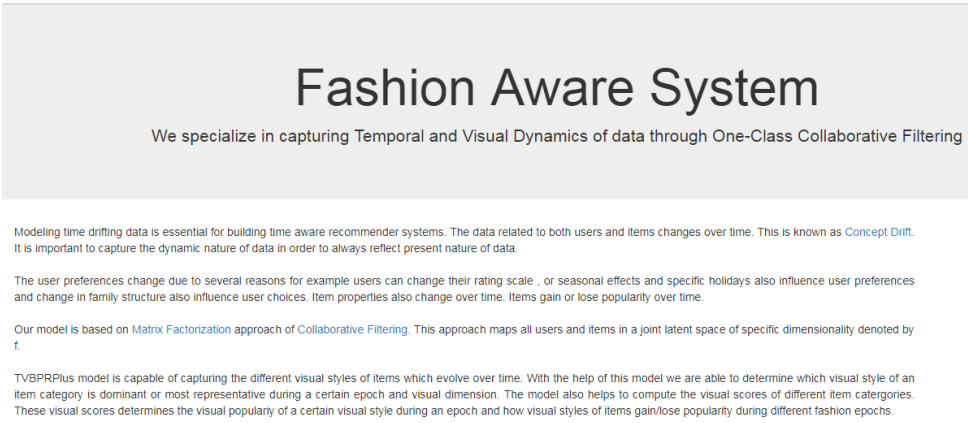 Fashion Aware System
We specialize in capturing Temporal and Visual Dynamics of data through One-Class Collaborative Filtering
Modeling time drifting data is essential for building time aware recommender systems. The data related to both users and items changes over time. This is known as Concept Drift.
It is important to capture the dynamic nature of data in order to always reflect present nature of data.
The user preferences change due to several reasons for example users can change their rating scale , or seasonal effects and specific holidays also influence user preferences
and change in family structure also influence user choices. Item properties also change over time. Items gain or lose popularity over time.
Our model is based on Matrix Factorization approach of Collaborative Filtering. This approach maps all users and items in a joint latent space of specific dimensionality denoted by
f.
TVBPRPlus model is capable of capturing the different visual styles of items which evolve over time. With the help of this model we are able to determine which visual style of an
item category is dominant or most representative during a certain epoch and visual dimension. The model also helps to compute the visual scores of different item catergories.
These visual scores determines the visual populariy of a certain visual style during an epoch and how visual styles of items gain/lose popularity during different fashion epochs.